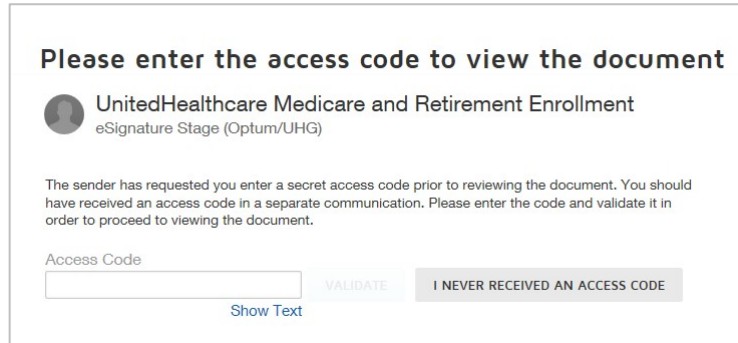 Please enter the access code to view the document
UnitedHealthcare Medicare and Retirement Enrollment
eSignature Stage (Optum/UHG)
The sender has requested you enter a secret access code prior to reviewing the document. You should
have received an access code in a separate communication. Please enter the code and validate it in
order to proceed to viewing the document.
Access Code
VALIDATE I NEVER RECEIVED AN ACCESS CODE
Show Text